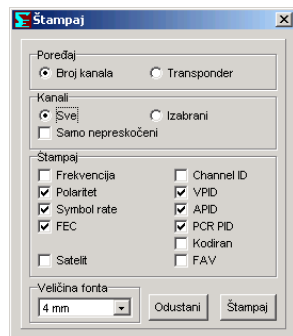 Štampaj
Poređaj
Broj kanala Transponder
Kanali
Sve Izabrani
Samo nepreskočeni
Štampaj
Frekvencija Channel ID
Polaritet VPID
Symbol rate APID
FEC PCR PID
Kodiran
Satelit FAV
Veličina fonta
4 mm Odustani Štampaj